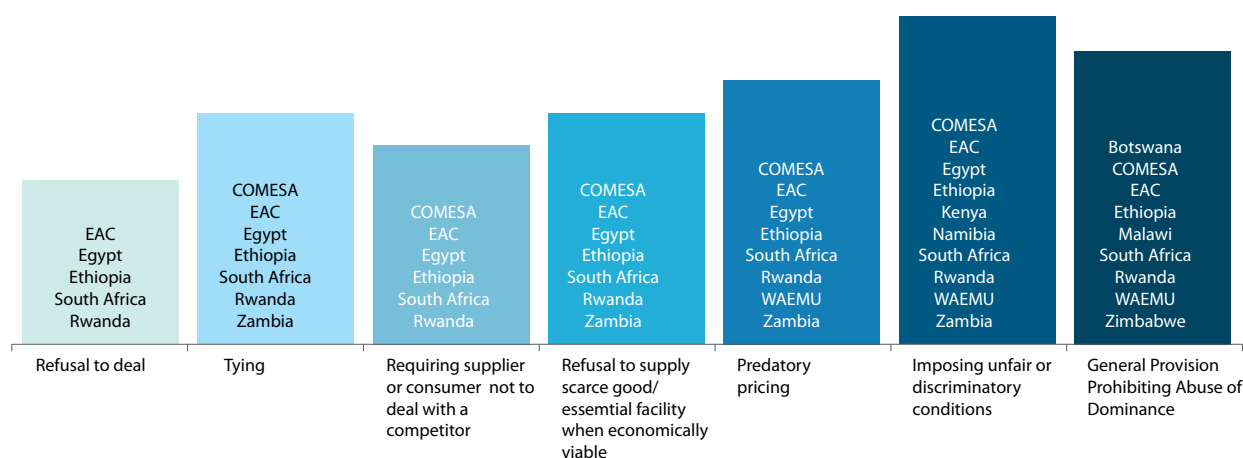 EAC
Egypt
Ethiopia
South Africa
Rwanda
Refusal to deal
COMESA
EAC
Egypt
Ethiopia
South Africa
Rwanda
Zambia
Tying
COMESA
EAC
Egypt
Ethiopia
South Africa
Rwanda
Requiring supplier
or consumer not to
deal with a
competitor
COMESA
EAC
Egypt
Ethiopia
South Africa
Rwanda
Zambia
Refusal to supply
scarce good/
essemtial facility
when economically
viable
COMESA
EAC
Egypt
Ethiopia
South Africa
Rwanda
WAEMU
Zambia
Predatory
pricing
COMESA
EAC
Egypt
Ethiopia
Kenya
Namibia
South Africa
Rwanda
WAEMU
Zambia
Imposing unfair or
discriminatory
conditions
Botswana
COMESA
EAC
Ethiopia
Malawi
South Africa
Rwanda
WAEMU
Zimbabwe
General Provision
Prohibiting Abuse of
Dominance